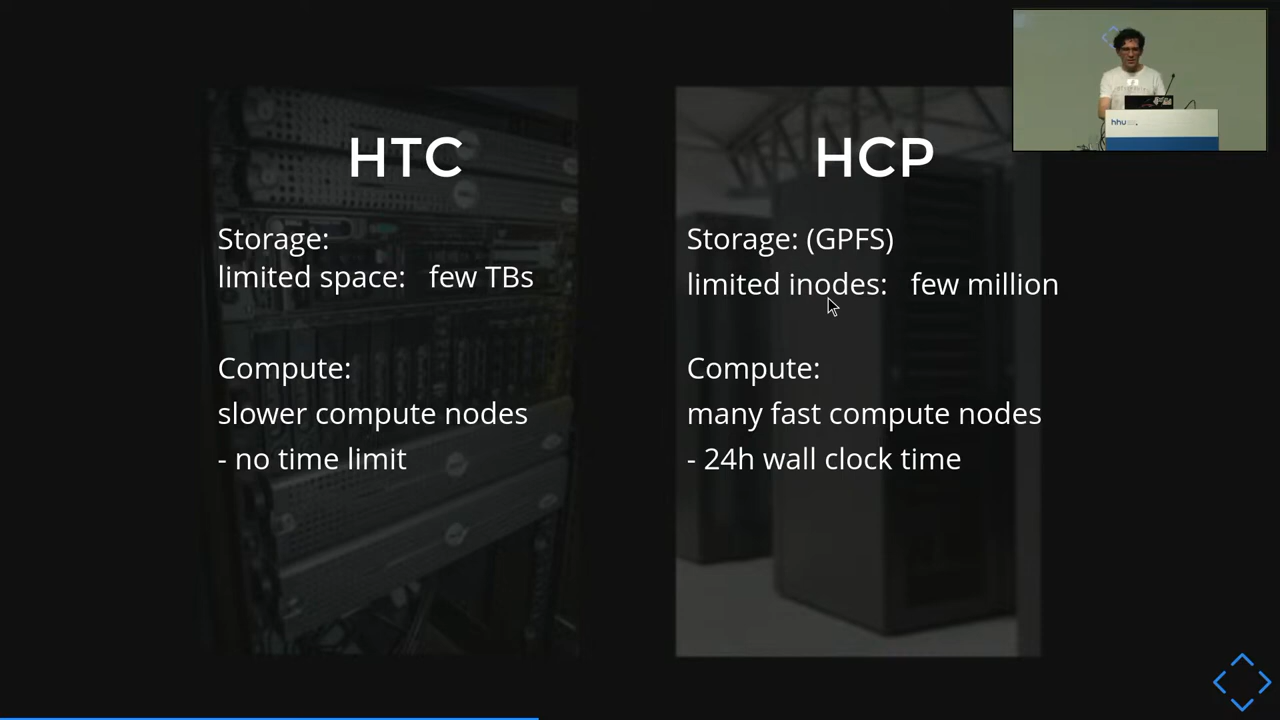 HTC
Storage:
limited space: few TBs
Compute:
slower compute nodes
- no time limit
HCP
Storage: (GPFS)
limited inodes: few million
Compute:
many fast compute nodes
- 24h wall clock time
hhu